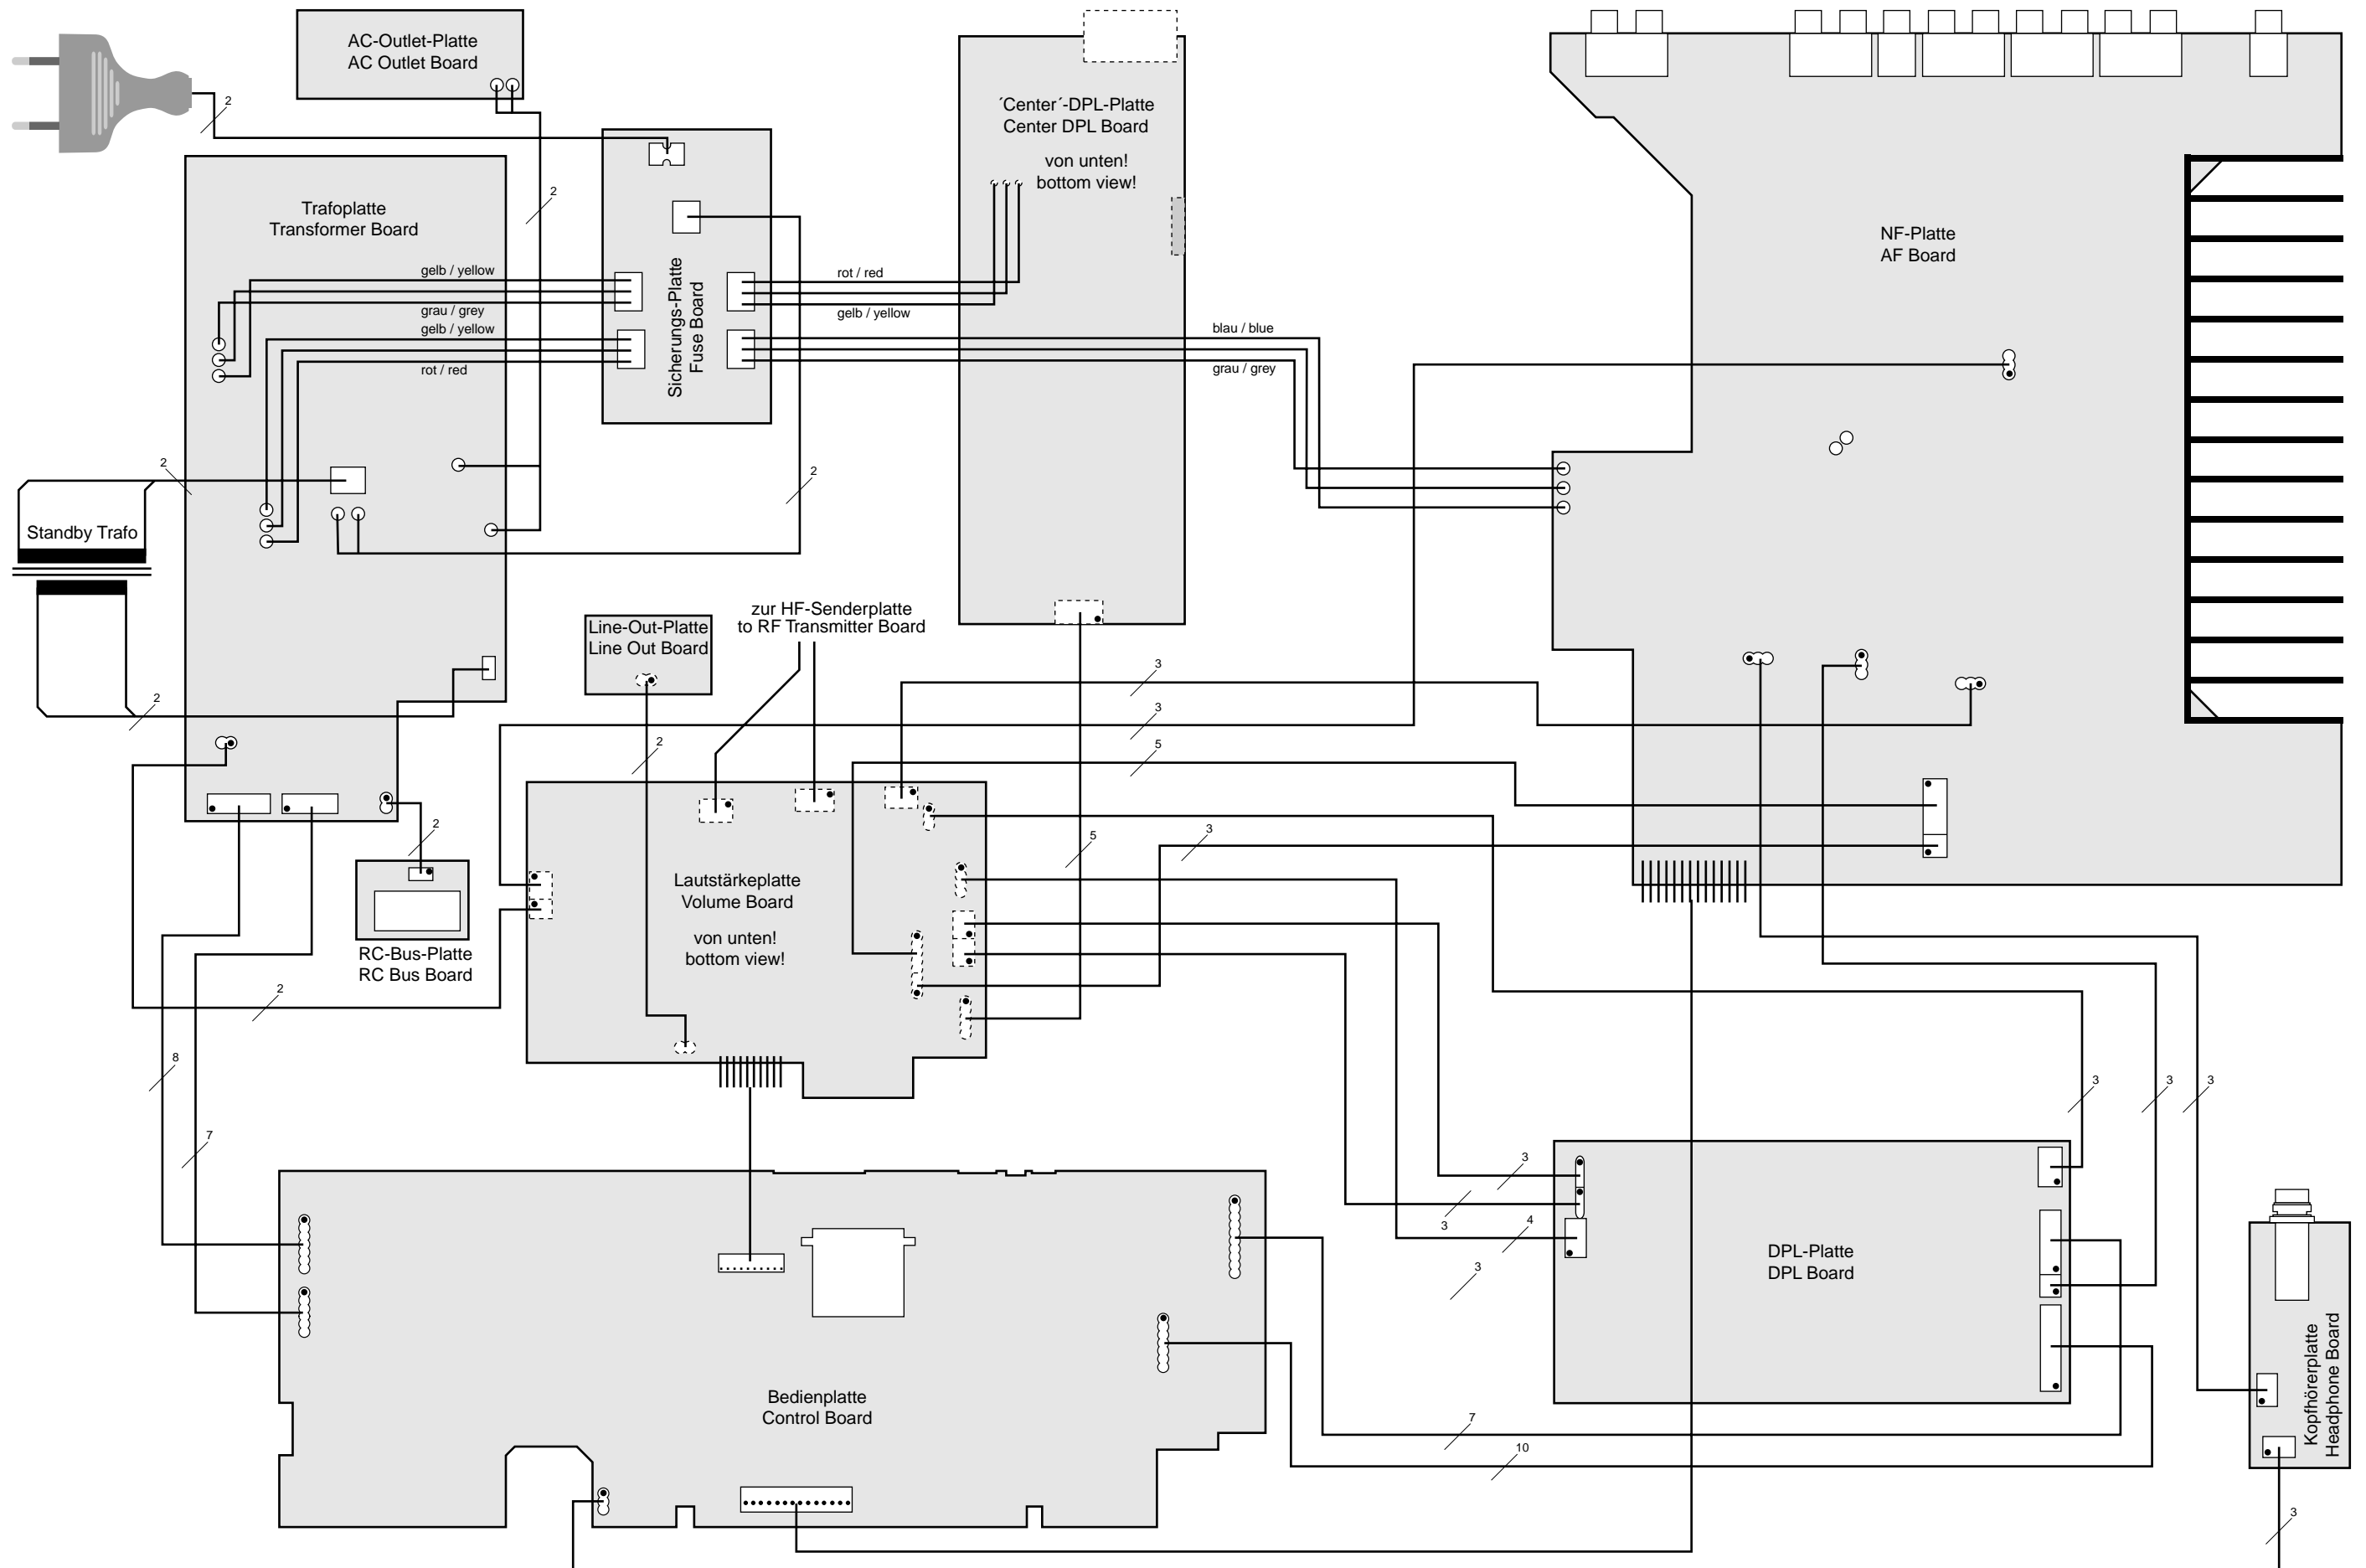 AC-Outlet-Platte
AC Outlet Board
2
´Center´-DPL-Platte
Center DPL Board
von unten!
bottom view!
Trafoplatte
Transformer Board
2
NF-Platte
AF Board
Sicherungs-Platte
Fuse Board
gelb / yellow
grau / grey
gelb / yellow
rot / red
rot / red
gelb / yellow
blau / blue
grau / grey
2
2
Standby Trafo
2
Line-Out-Platte
Line Out Board
zur HF-Senderplatte
to RF Transmitter Board
3
3
5
2
2
5
3
Lautstärkeplatte
Volume Board
von unten!
bottom view!
RC-Bus-Platte
RC Bus Board
2
8
7
3
3
3
3
3
4
3
DPL-Platte
DPL Board
Bedienplatte
Control Board
7
10
Kopfhörerplatte
Headphone Board
3